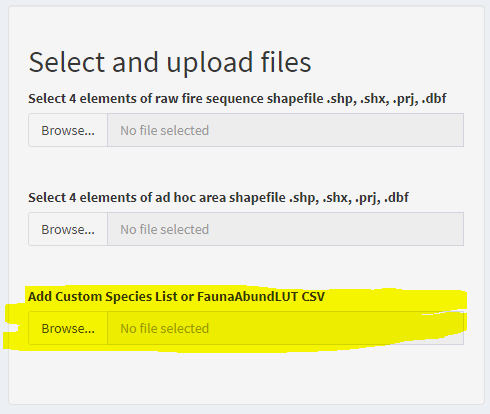 Select and upload files
Select 4 elements of raw fire sequence shapefile .shp, .shx, .prj, .dbf
Browse... No file selected
Select 4 elements of ad hoc area shapefile .shp, .shx, .prj, .dbf
Browse... No file selected
Add Custom Species List or FaunaAbundLUT CSV
Browse... No file selected